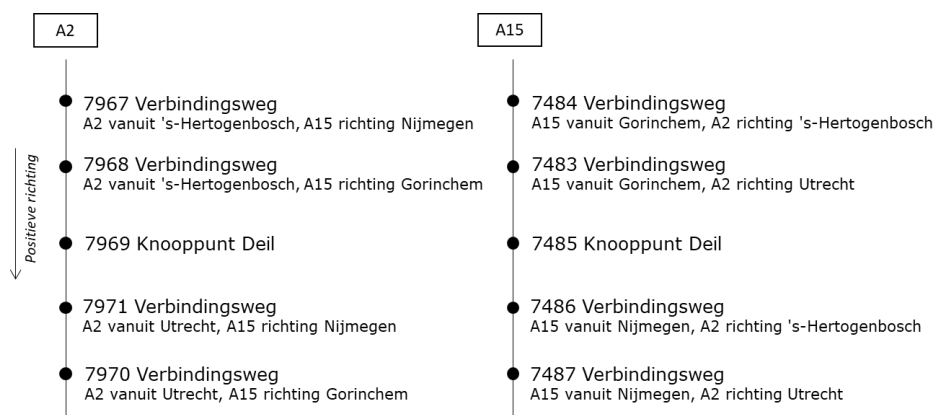 A2
7967 Verbindingsweg
A2 vanuit 's-Hertogenbosch, A15 richting Nijmegen
7968 Verbindingsweg
A2 vanuit 's-Hertogenbosch, A15 richting Gorinchem
Positieve richting
7969 Knooppunt Deil
7971 Verbindingsweg
A2 vanuit Utrecht, A15 richting Nijmegen
7970 Verbindingsweg
A2 vanuit Utrecht, A15 richting Gorinchem
A15
7484 Verbindingsweg
A15 vanuit Gorinchem, A2 richting 's-Hertogenbosch
7483 Verbindingsweg
A15 vanuit Gorinchem, A2 richting Utrecht
7485 Knooppunt Deil
7486 Verbindingsweg
A15 vanuit Nijmegen, A2 richting 's-Hertogenbosch
7487 Verbindingsweg
A15 vanuit Nijmegen, A2 richting Utrecht